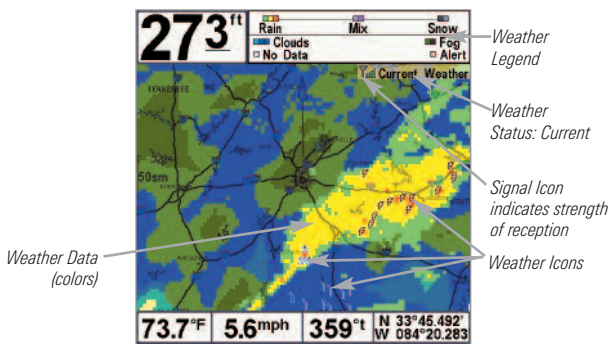 273 ft
Rain Mix Snow
Clouds Fog
No Data Alert
Weather
Legend
Current Weather
TENNESSEE
Weather
Status: Current
50sm
Signal Icon
indicates strength
of reception
Weather Data
(colors)
Weather Icons
73.7°F 5.6mph 359°t N 33°45.492'
W 084°20.283